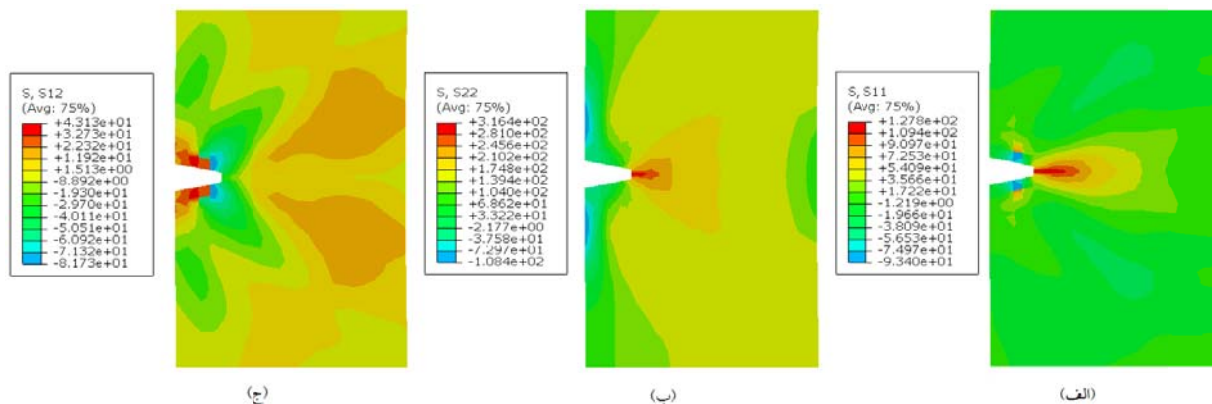 S, S12
(Avg: 75%)
+4.313e+01
+3.273e+01
+2.232e+01
+1.192e+01
+1.513e+00
-8.892e+00
-1.930e+01
-2.970e+01
-4.011e+01
-5.051e+01
-6.092e+01
-7.132e+01
-8.173e+01
(ج)
S, S22
(Avg: 75%)
+3.164e+02
+2.810e+02
+2.456e+02
+2.102e+02
+1.748e+02
+1.394e+02
+1.040e+02
+6.862e+01
+3.322e+01
-2.177e+00
-3.758e+01
-7.297e+01
-1.084e+02
(ب)
S, S11
(Avg: 75%)
+1.278e+02
+1.094e+02
+9.097e+01
+7.253e+01
+5.409e+01
+3.566e+01
+1.722e+01
-1.219e+00
-1.966e+01
-3.809e+01
-5.653e+01
-7.497e+01
-9.340e+01
(الف)